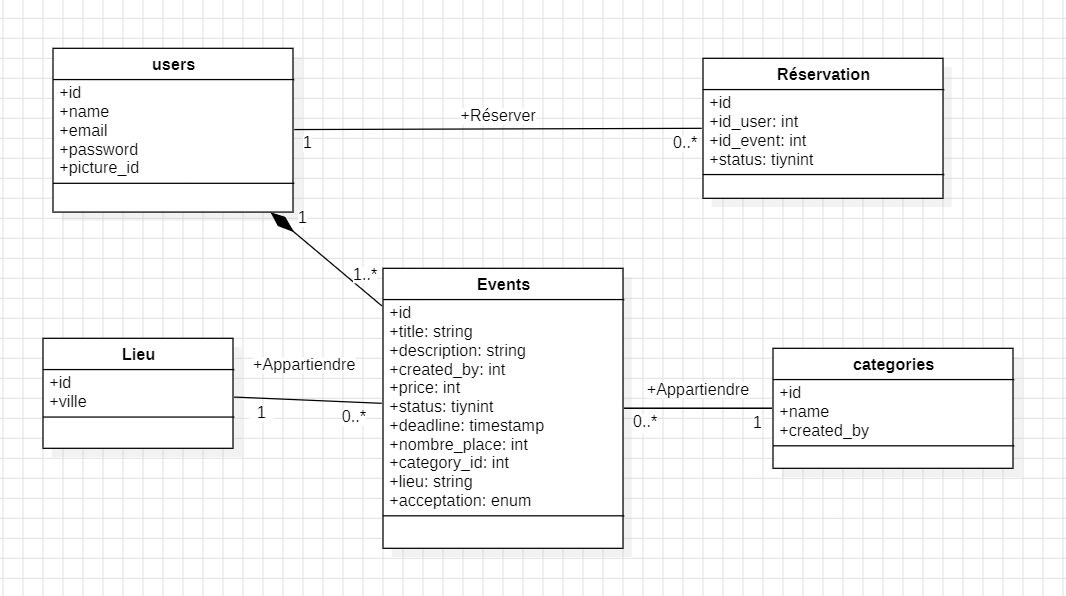 users
+id
+name
+email
+password
+picture_id
+Réserver
1
0..*
Réservation
+id
+id_user: int
+id_event: int
+status: tiynint
1
1..*
Events
+id
+title: string
+description: string
+created_by: int
+price: int
+status: tiynint
+deadline: timestamp
+nombre_place: int
+category_id: int
+lieu: string
+acceptation: enum
Lieu
+id
+ville
+Appartiendre
1
0..*
+Appartiendre
0..*
1
categories
+id
+name
+created_by